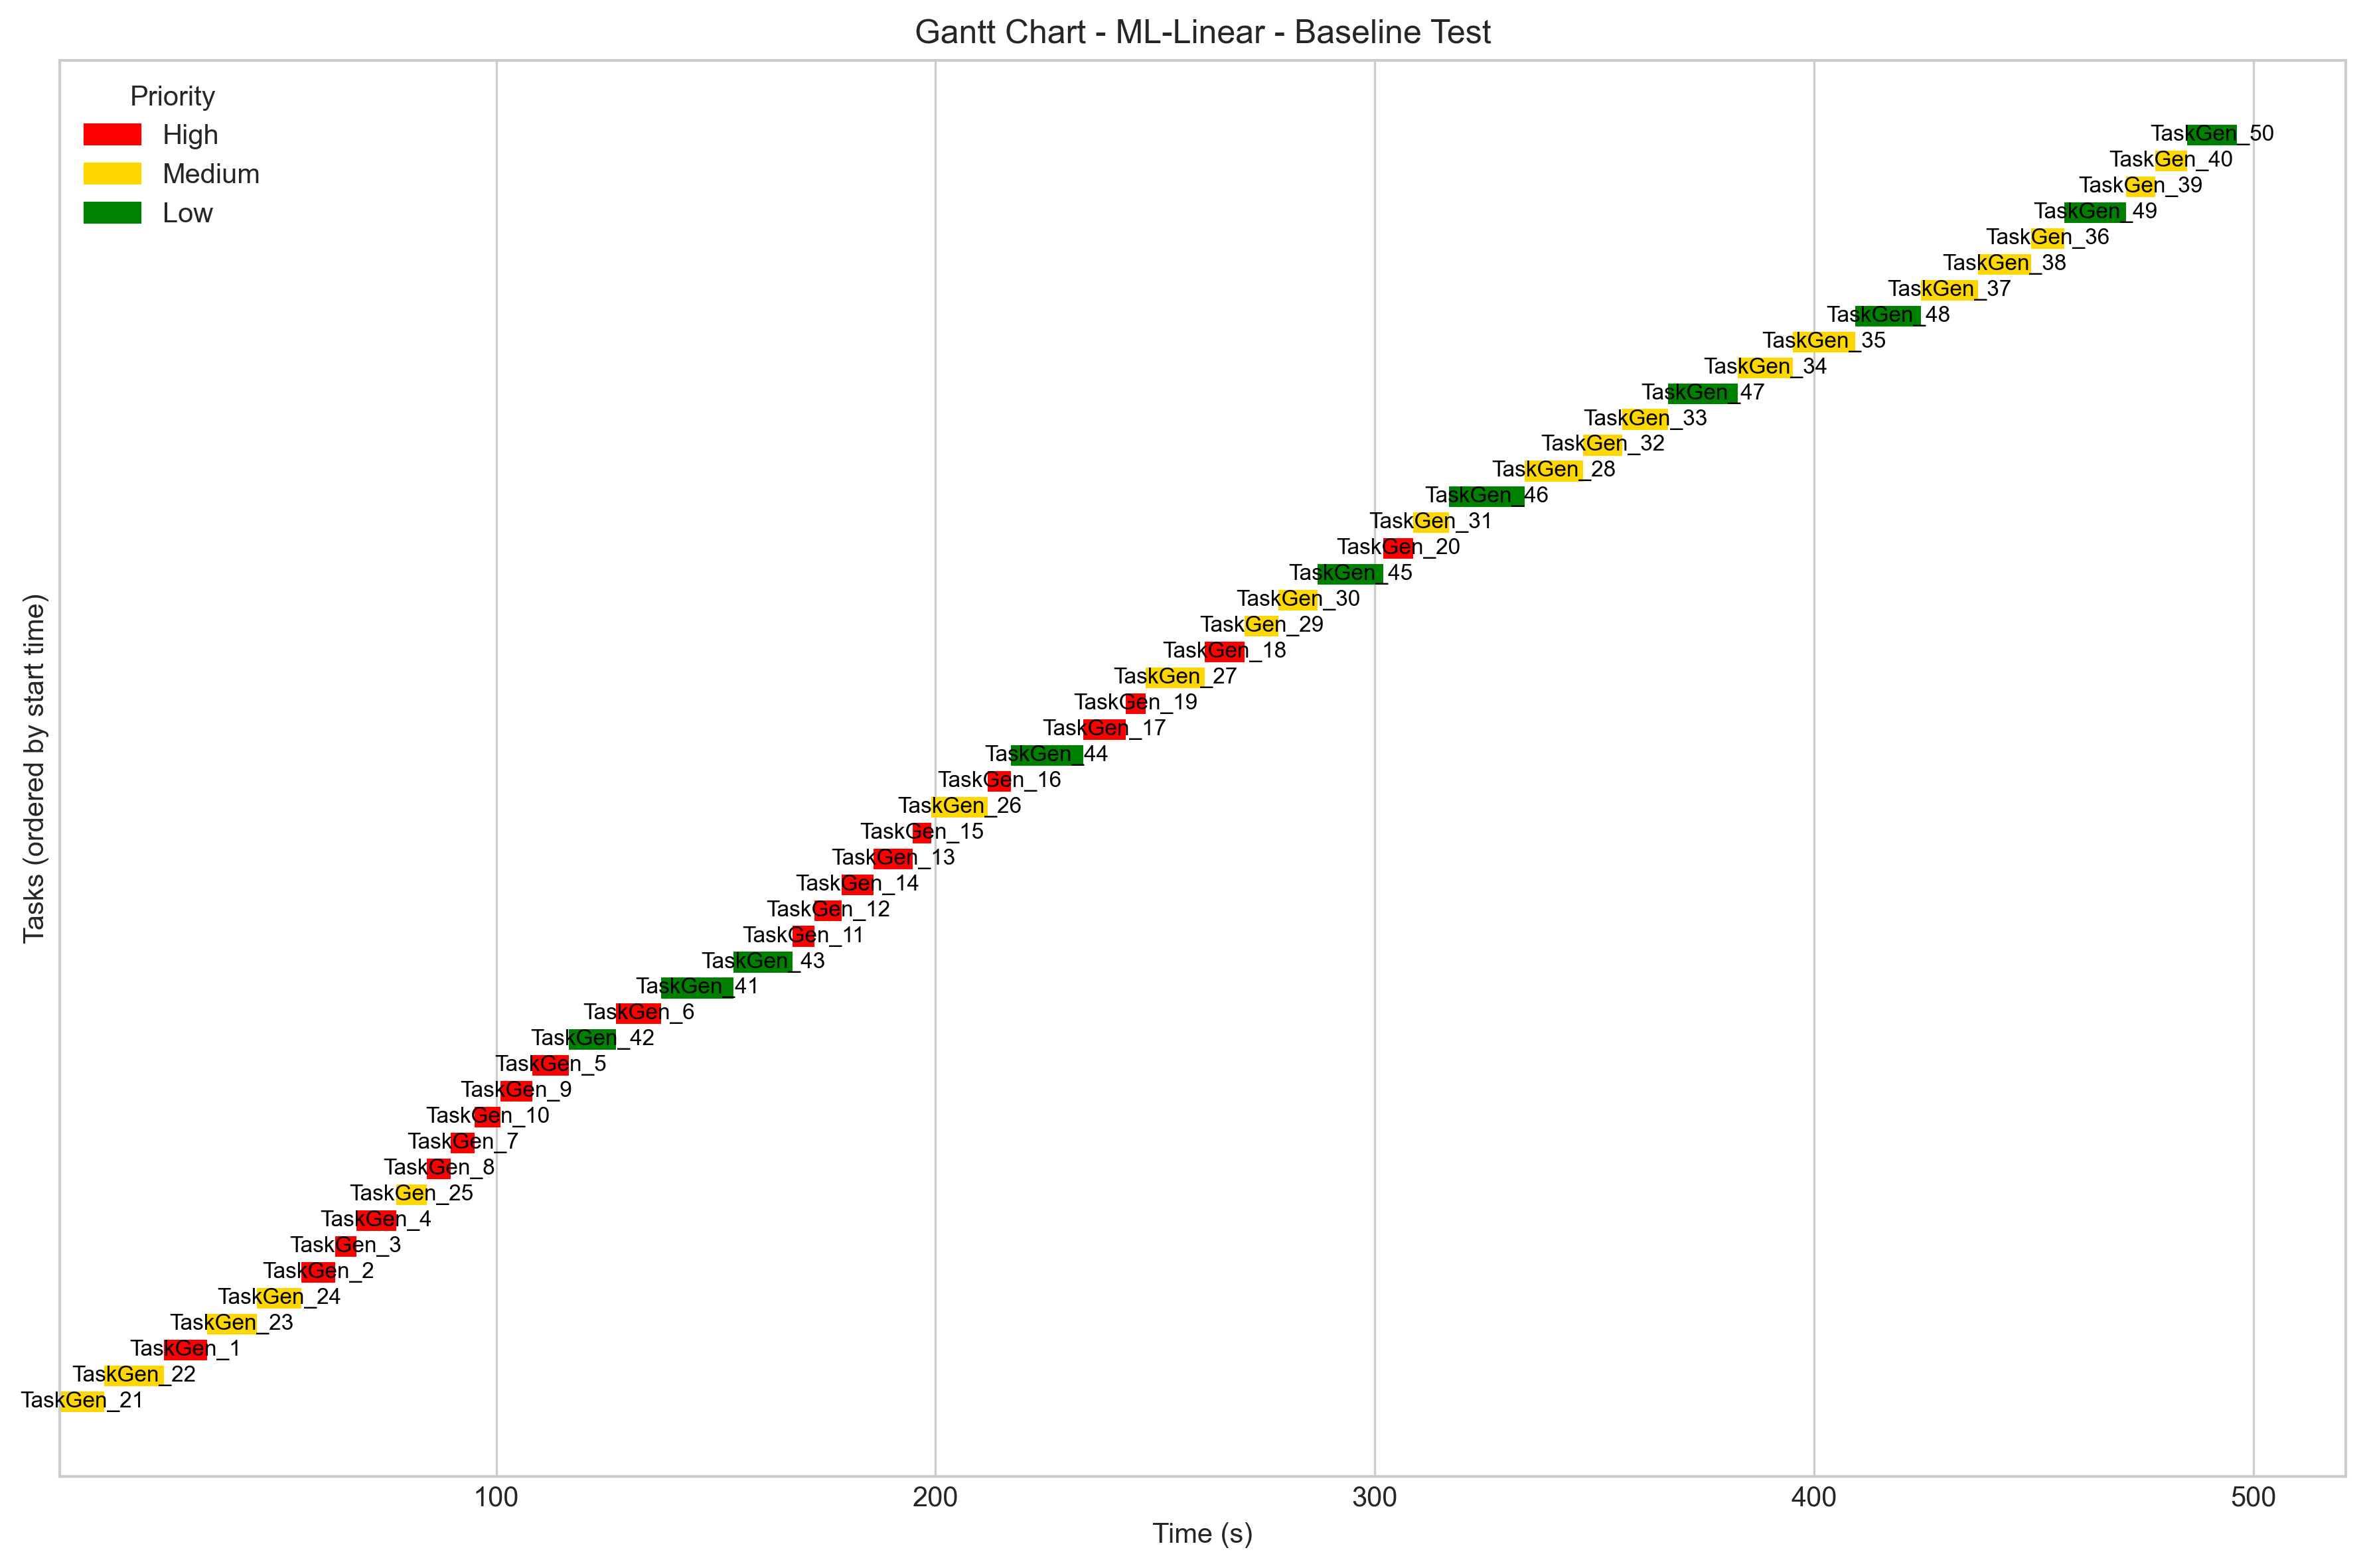 Gantt Chart - ML-Linear - Baseline Test
Priority
High
Medium
Low
TaskGen_50
TaskGen_40
TaskGen_39
TaskGen_49
TaskGen_36
TaskGen_38
TaskGen_37
TaskGen_48
TaskGen_35
TaskGen_34
TaskGen_47
TaskGen_33
TaskGen_32
TaskGen_28
TaskGen_46
TaskGen_31
TaskGen_20
TaskGen_45
TaskGen_30
TaskGen_29
TaskGen_18
TaskGen_27
TaskGen_19
TaskGen_17
TaskGen_44
TaskGen_16
TaskGen_26
TaskGen_15
TaskGen_13
TaskGen_14
TaskGen_12
TaskGen_11
TaskGen_43
TaskGen_41
TaskGen_6
TaskGen_42
TaskGen_5
TaskGen_9
TaskGen_10
TaskGen_7
TaskGen_8
TaskGen_25
TaskGen_4
TaskGen_3
TaskGen_2
TaskGen_24
TaskGen_23
TaskGen_1
TaskGen_22
TaskGen_21
Tasks (ordered by start time)
100 200 300 400 500
Time (s)